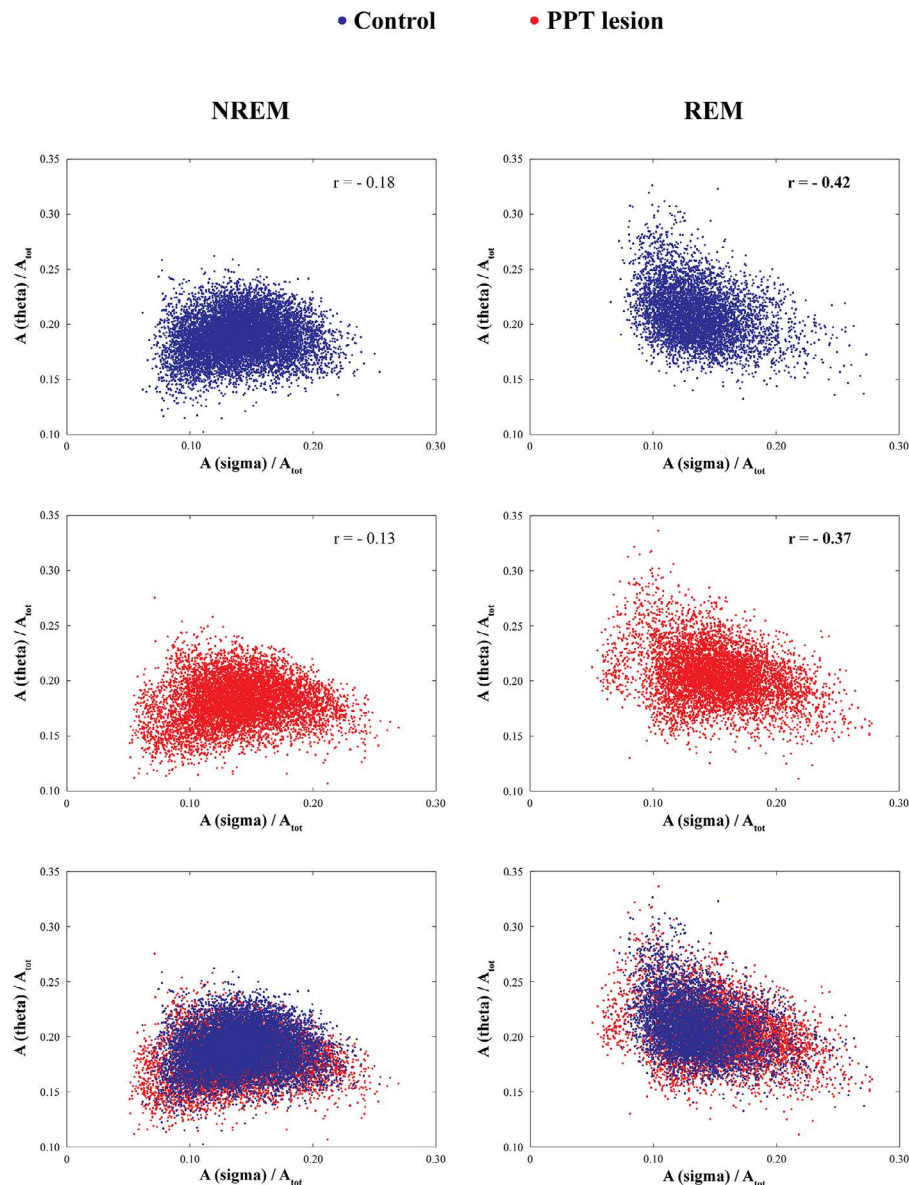 Control PPT lesion
NREM REM
0.35 0.35
r = - 0.18 r = - 0.42
0.30 0.30
A (theta) / Atot A (theta) / Atot
0.25 0.25
0.20 0.20
0.15 0.15
0.10 0.10
0 0.10 0.20 0.30 0 0.10 0.20 0.30
A (sigma) / Atot A (sigma) / Atot
0.35 0.35
r = - 0.13 r = - 0.37
0.30 0.30
A (theta) / Atot A (theta) / Atot
0.25 0.25
0.20 0.20
0.15 0.15
0.10 0.10
0 0.10 0.20 0.30 0 0.10 0.20 0.30
A (sigma) / Atot A (sigma) / Atot
0.35 0.35
0.30 0.30
A (theta) / Atot A (theta) / Atot
0.25 0.25
0.20 0.20
0.15 0.15
0.10 0.10
0 0.10 0.20 0.30 0 0.10 0.20 0.30
A (sigma) / Atot A (sigma) / Atot